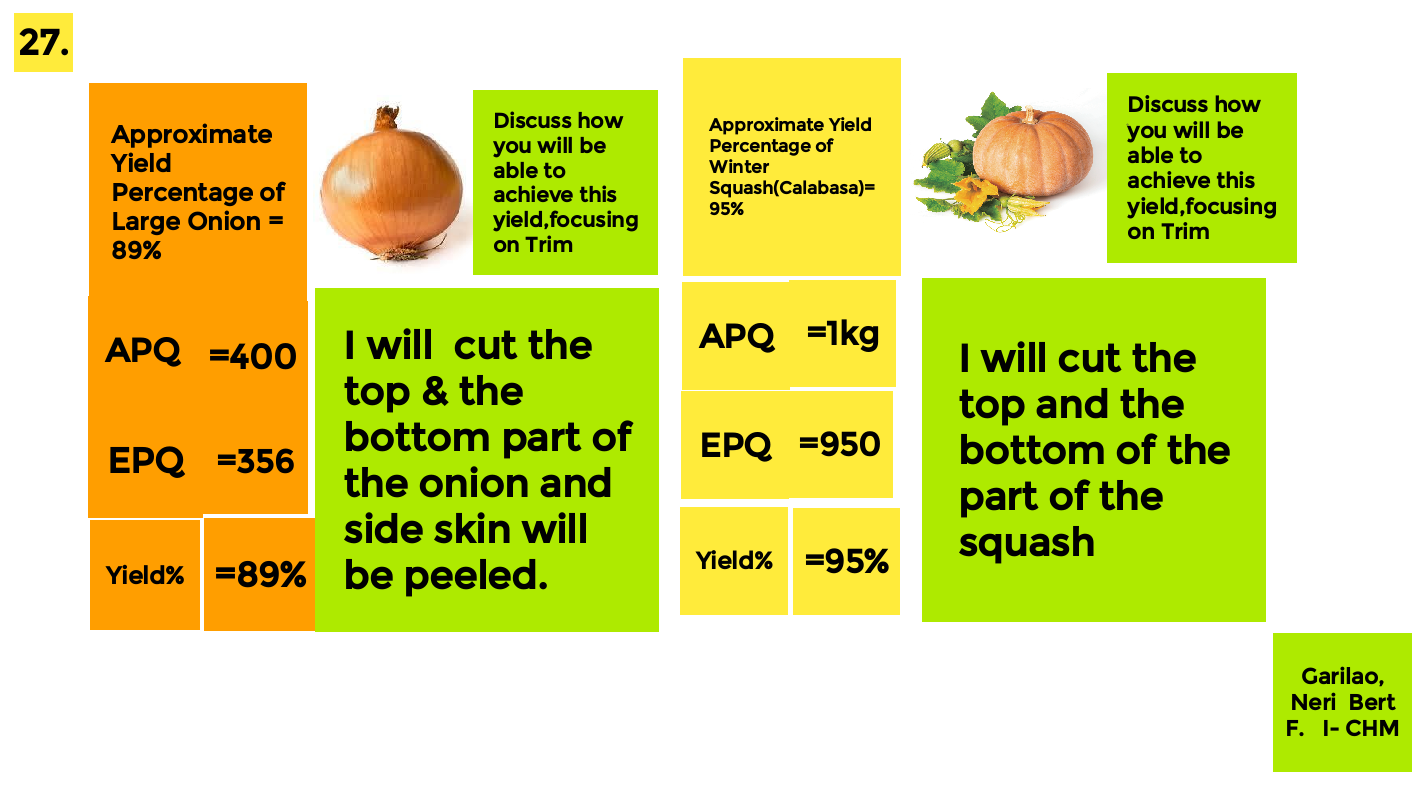 27.
Approximate
Yield
Percentage of
Large Onion =
89%
Discuss how
you will be
able to
achieve this
yield,focusing
on Trim
APQ =400
EPQ =356
Yield% =89%
I will  cut the
top & the
bottom part of
the onion and
side skin will
be peeled.
Approximate Yield
Percentage of
Winter
Squash(Calabasa)=
95%
Discuss how
you will be
able to
achieve this
yield,focusing
on Trim
APQ =1kg
EPQ =950
Yield% =95%
I will cut the
top and the
bottom of the
part of the
squash
Garilao,
Neri  Bert
F.   I- CHM